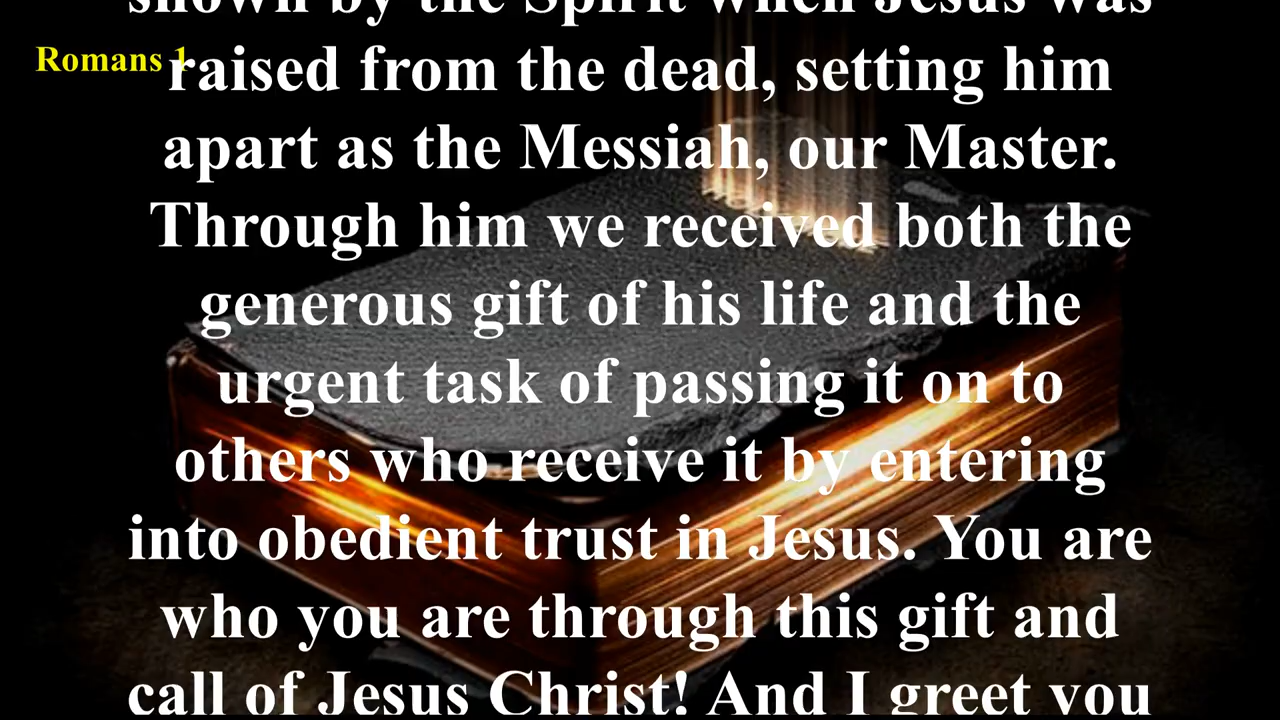 shown by the Spirit when Jesus was
Romans 1
raised from the dead, setting him
apart as the Messiah, our Master.
Through him we received both the
generous gift of his life and the
urgent task of passing it on to
others who receive it by entering
into obedient trust in Jesus. You are
who you are through this gift and
call of Jesus Christ! And I greet you